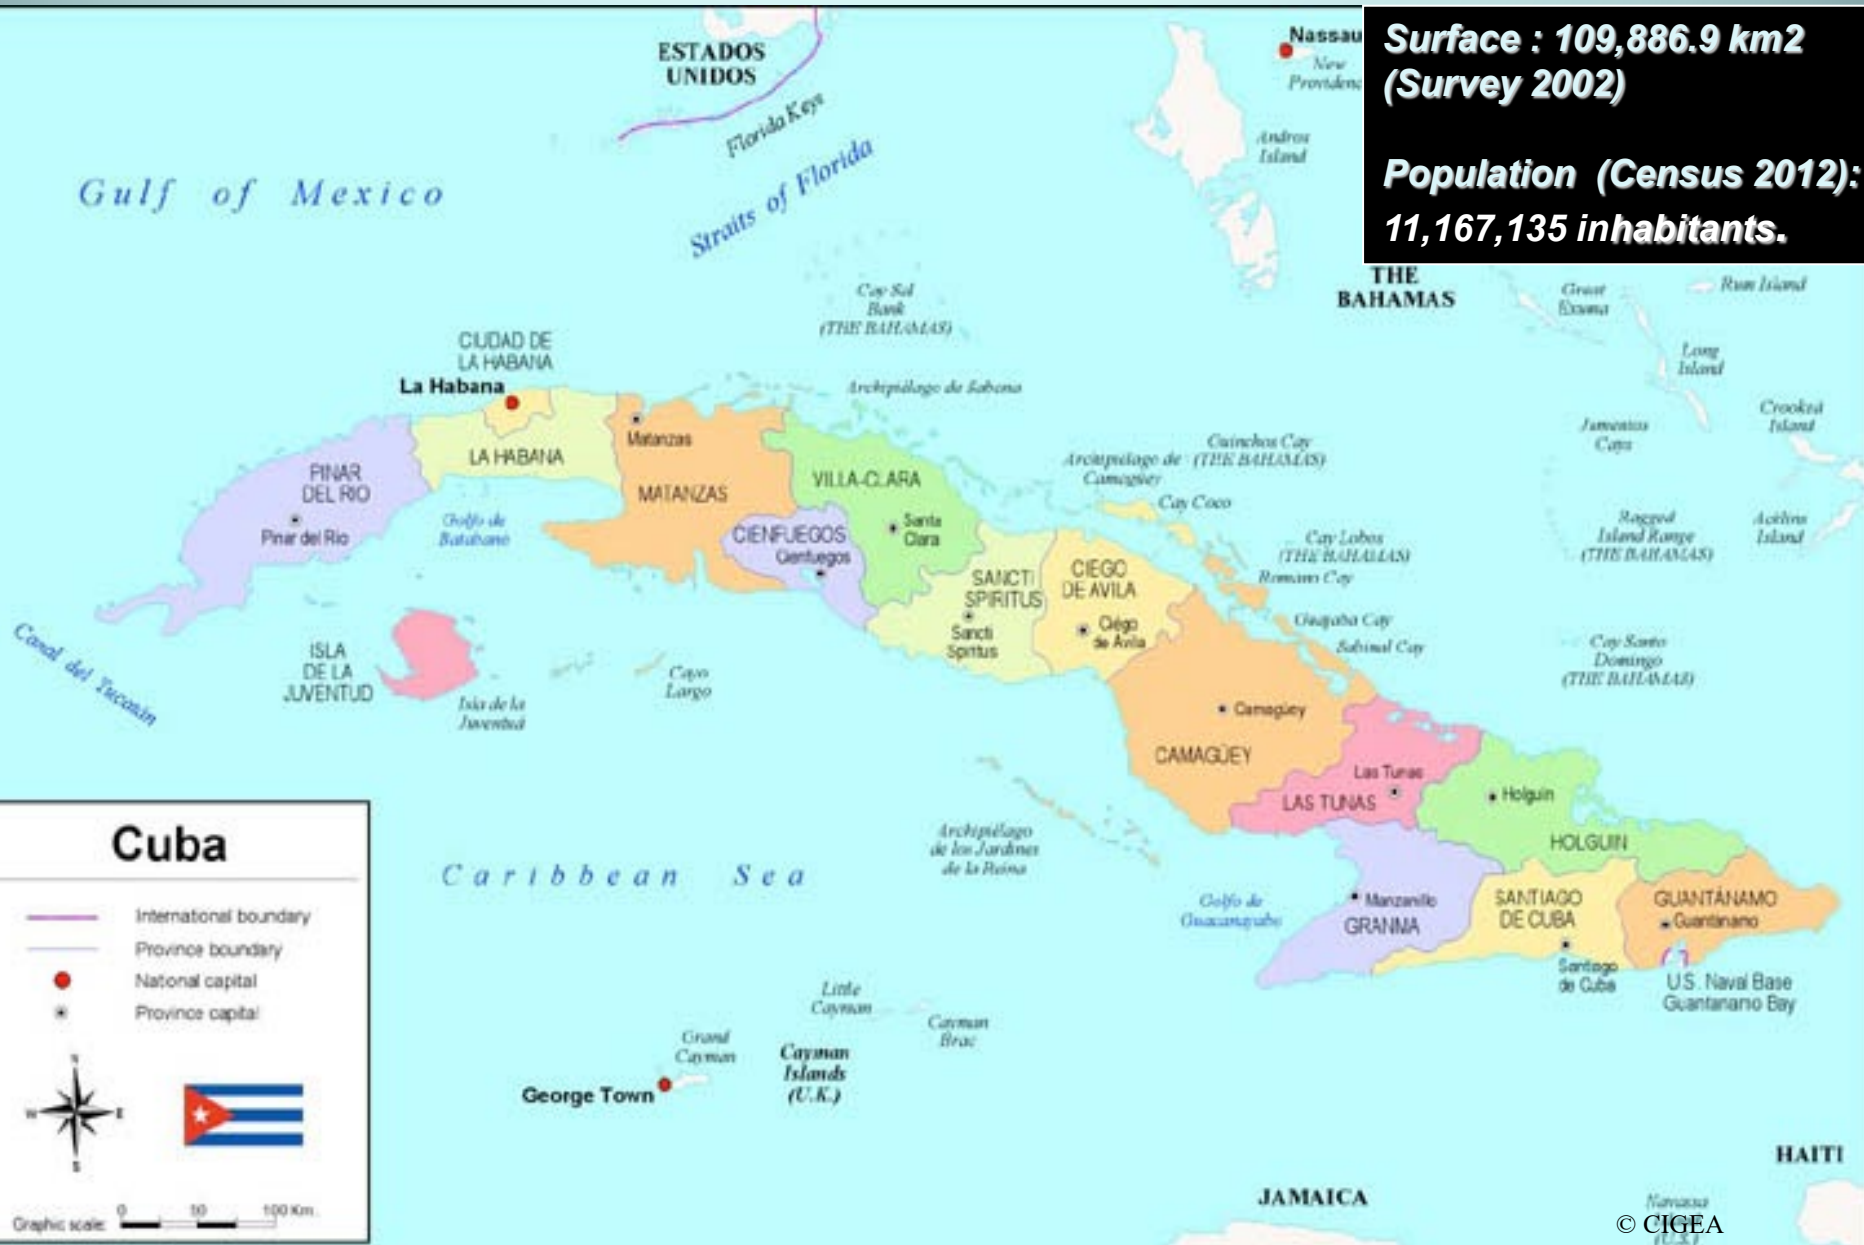 Surface : 109,886.9 km2
(Survey 2002)
Population (Census 2012):
11,167,135 inhabitants.
ESTADOS
UNIDOS
Florida Keys
Straits of Florida
Gulf of Mexico
Nassau
New
Providenc
Andros
Island
THE
BAHAMAS
Great
Exuma
Rum Island
Long
Island
Crooked
Island
Jumentos
Cays
Ragged
Island Range
(THE BAHAMAS)
Acklins
Island
Cay Santo
Domingo
(THE BAHAMAS)
Cay Sal
Bank
(THE BAHAMAS)
Archipiélago de Sabana
Guinchos Cay
(THE BAHAMAS)
Archipiélago de
Camagüey
Cay Coco
Cay Lobos
(THE BAHAMAS)
Romano Cay
Guajaba Cay
Sabinal Cay
CIUDAD DE
LA HABANA
La Habana
LA HABANA
PINAR
DEL RIO
Pinar del Rio
Golfo de
Batabanó
Matanzas
MATANZAS
VILLA-CLARA
Santa
Clara
CIENFUEGOS
Cienfuegos
SANCTI
SPIRITUS
Sancti
Spiritus
CIEGO
DE AVILA
Ciégo
de Avila
Canal del Yucatán
ISLA
DE LA
JUVENTUD
Isla de la
Juventud
Cayo
Largo
Camagüey
CAMAGÜEY
Las Tunas
LAS TUNAS
Holguin
HOLGUIN
Archipiélago
de los Jardines
de la Reina
Caribbean Sea
Golfo de
Guacanayabo
Manzanillo
GRANMA
SANTIAGO
DE CUBA
Santiago
de Cuba
GUANTÁNAMO
Guantánamo
U.S. Naval Base
Guantanamo Bay
Little
Cayman
Cayman
Brac
Grand
Cayman
Cayman
Islands
(U.K.)
George Town
HAITI
JAMAICA
Navassa
(U.S.)
© CIGEA
Cuba
International boundary
Province boundary
National capital
Province capital
N
W
E
S
Graphic scale:
0 50 100 Km.